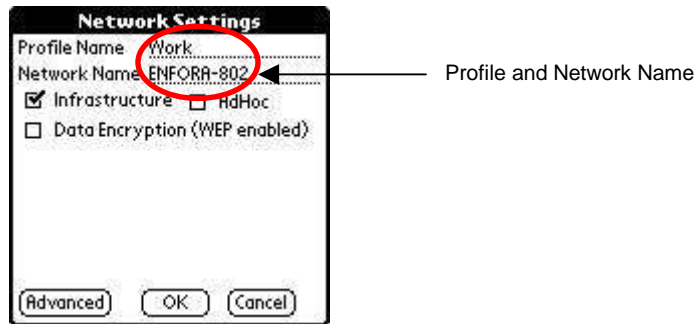 Network Settings
Profile Name Work
Network Name ENFORA-802
Profile and Network Name
Infrastructure AdHoc
Data Encryption (WEP enabled)
Advanced OK Cancel